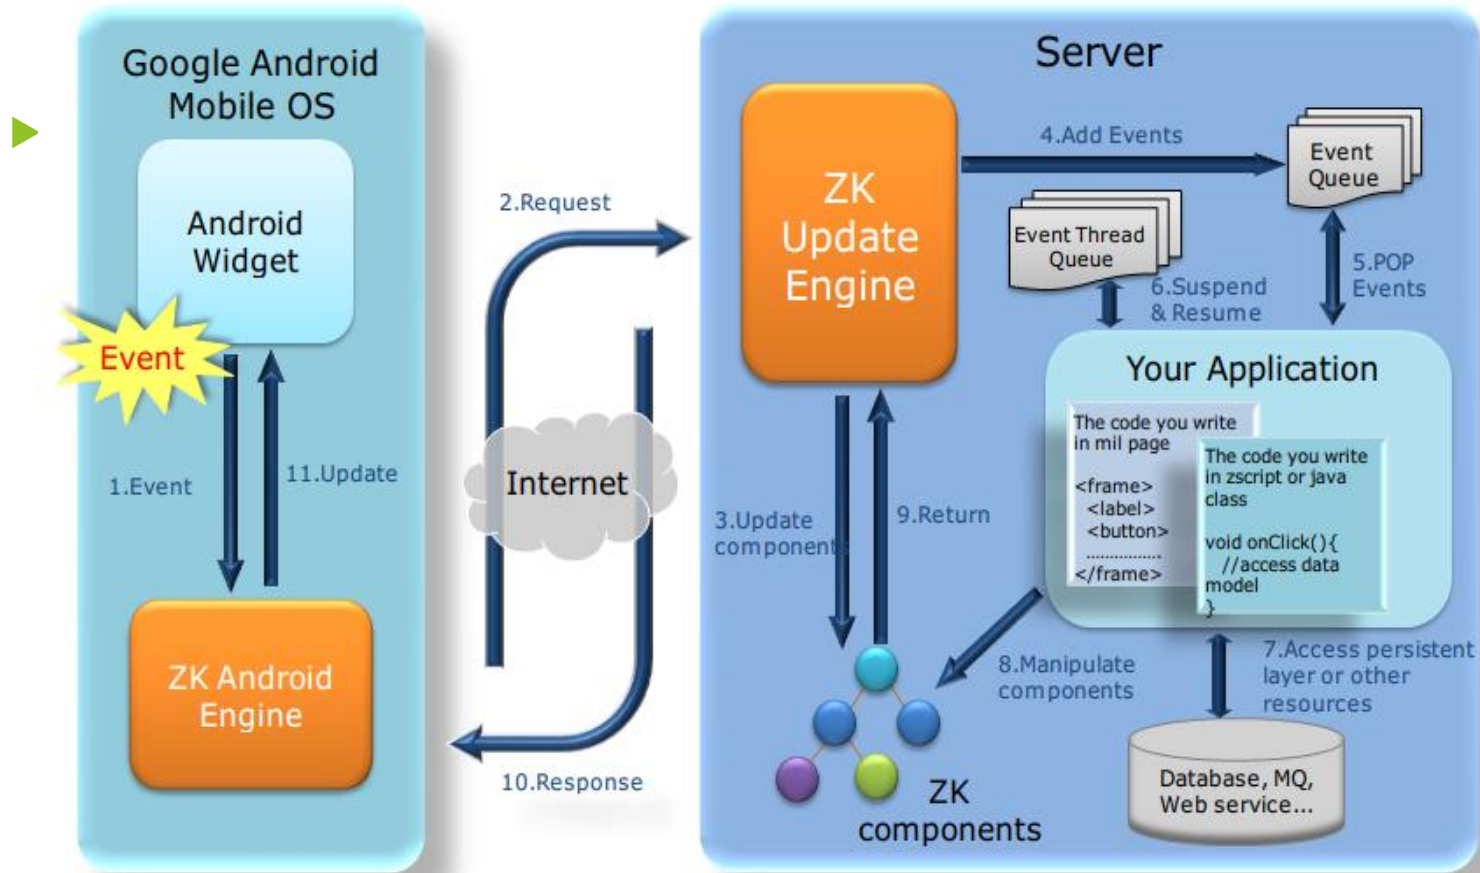 Google Android
Mobile OS
Android
Widget
Event
1.Event
11.Update
ZK Android
Engine
2.Request
Internet
10.Response
Server
ZK
Update
Engine
4.Add Events
Event
Queue
Event Thread
Queue
5.POP
Events
6.Suspend
& Resume
Your Application
The code you write
in mil page
<frame>
<label>
<button>
.................
</frame>
The code you write
in zscript or java
class
void onClick(){
//access data
model
}
3.Update
components
9.Return
8.Manipulate
components
7.Access persistent
layer or other
resources
ZK
components
Database, MQ,
Web service...